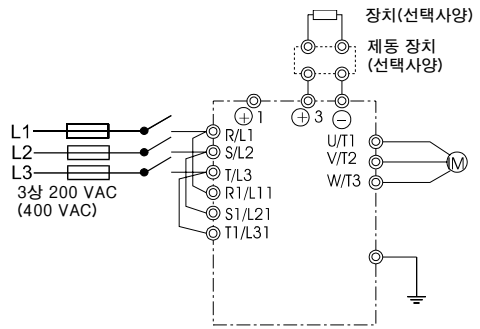 장치(선택사양)
제동 장치
(선택사양)
⊕1
⊕3
⊖
L1
L2
L3
3상 200 VAC
(400 VAC)
R/L1
S/L2
T/L3
R1/L11
S1/L21
T1/L31
U/T1
V/T2
W/T3
M